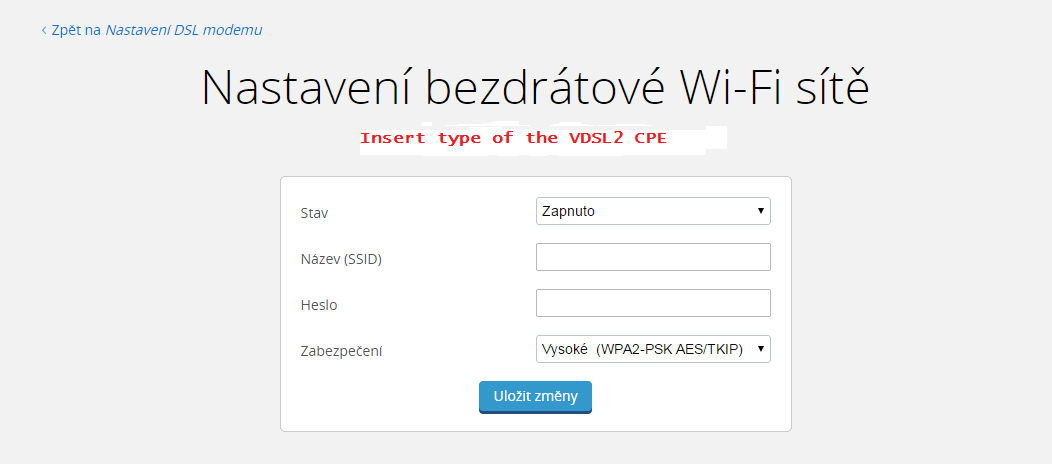 ‹ Zpět na Nastavení DSL modemu
Nastavení bezdrátové Wi-Fi sítě
Insert type of the VDSL2 CPE
Stav Zapnuto
Název (SSID)
Heslo
Zabezpečení Vysoké (WPA2-PSK AES/TKIP)
Uložit změny